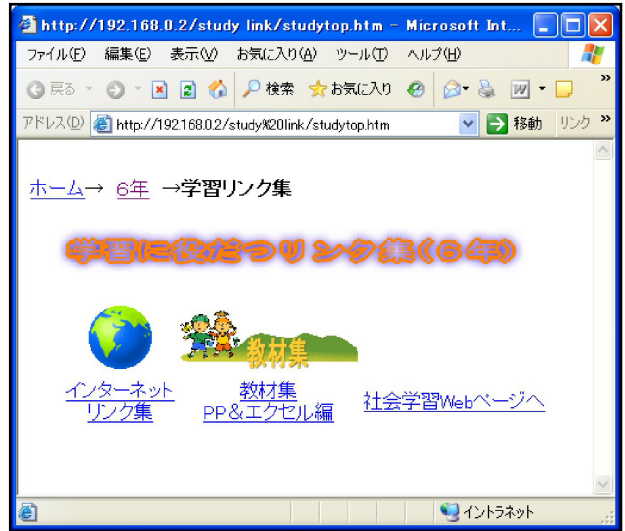 http://192.168.0.2/study link/studytop.htm - Microsoft Int...
ファイル(F) 編集(E) 表示(V) お気に入り(A) ツール(T) ヘルプ(H)
戻る 検索 お気に入り »
アドレス(D) http://192.168.0.2/study%20link/studytop.htm 移動 リンク »
ホーム→ 6年 →学習リンク集
学習に役だつリンク集(6年)
教材集
インターネット
リンク集
教材集
PP&エクセル編
社会学習Webページへ
イントラネット